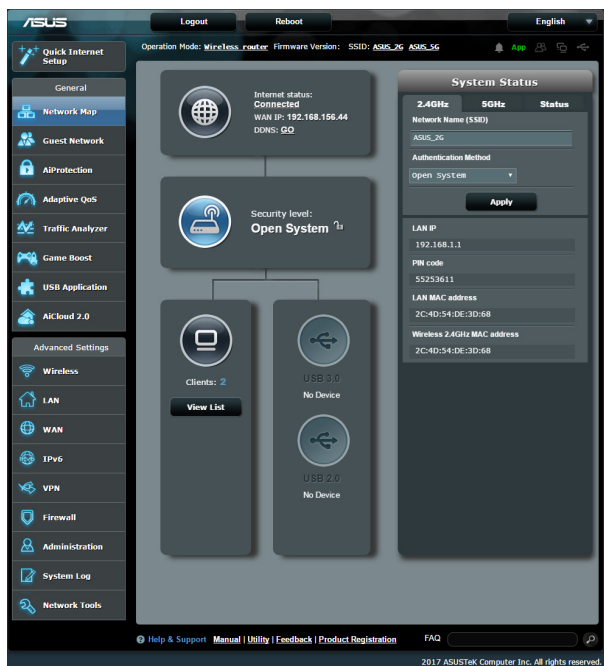 ASUS
Logout
Reboot
English
Quick Internet
Setup
Operation Mode: Wireless router Firmware Version: SSID: ASUS_2G ASUS_5G
App
General
Network Map
Guest Network
AiProtection
Adaptive QoS
Traffic Analyzer
Game Boost
USB Application
AiCloud 2.0
Advanced Settings
Wireless
LAN
WAN
IPv6
VPN
Firewall
Administration
System Log
Network Tools
Internet status:
Connected
WAN IP: 192.168.156.44
DDNS: GO
Security level:
Open System
Clients: 2
View List
USB 3.0
No Device
USB 2.0
No Device
System Status
2.4GHz 5GHz Status
Network Name (SSID)
ASUS_2G
Authentication
Method
Open System
Apply
LAN IP
192.168.1.1
PIN code
55253611
LAN MAC address
2C:4D:54:DE:3D:68
Wireless 2.4GHz MAC address
2C:4D:54:DE:3D:68
Help & Support Manual | Utility | Feedback | Product Registration FAQ
2017 ASUSTeK Computer Inc. All rights reserved.